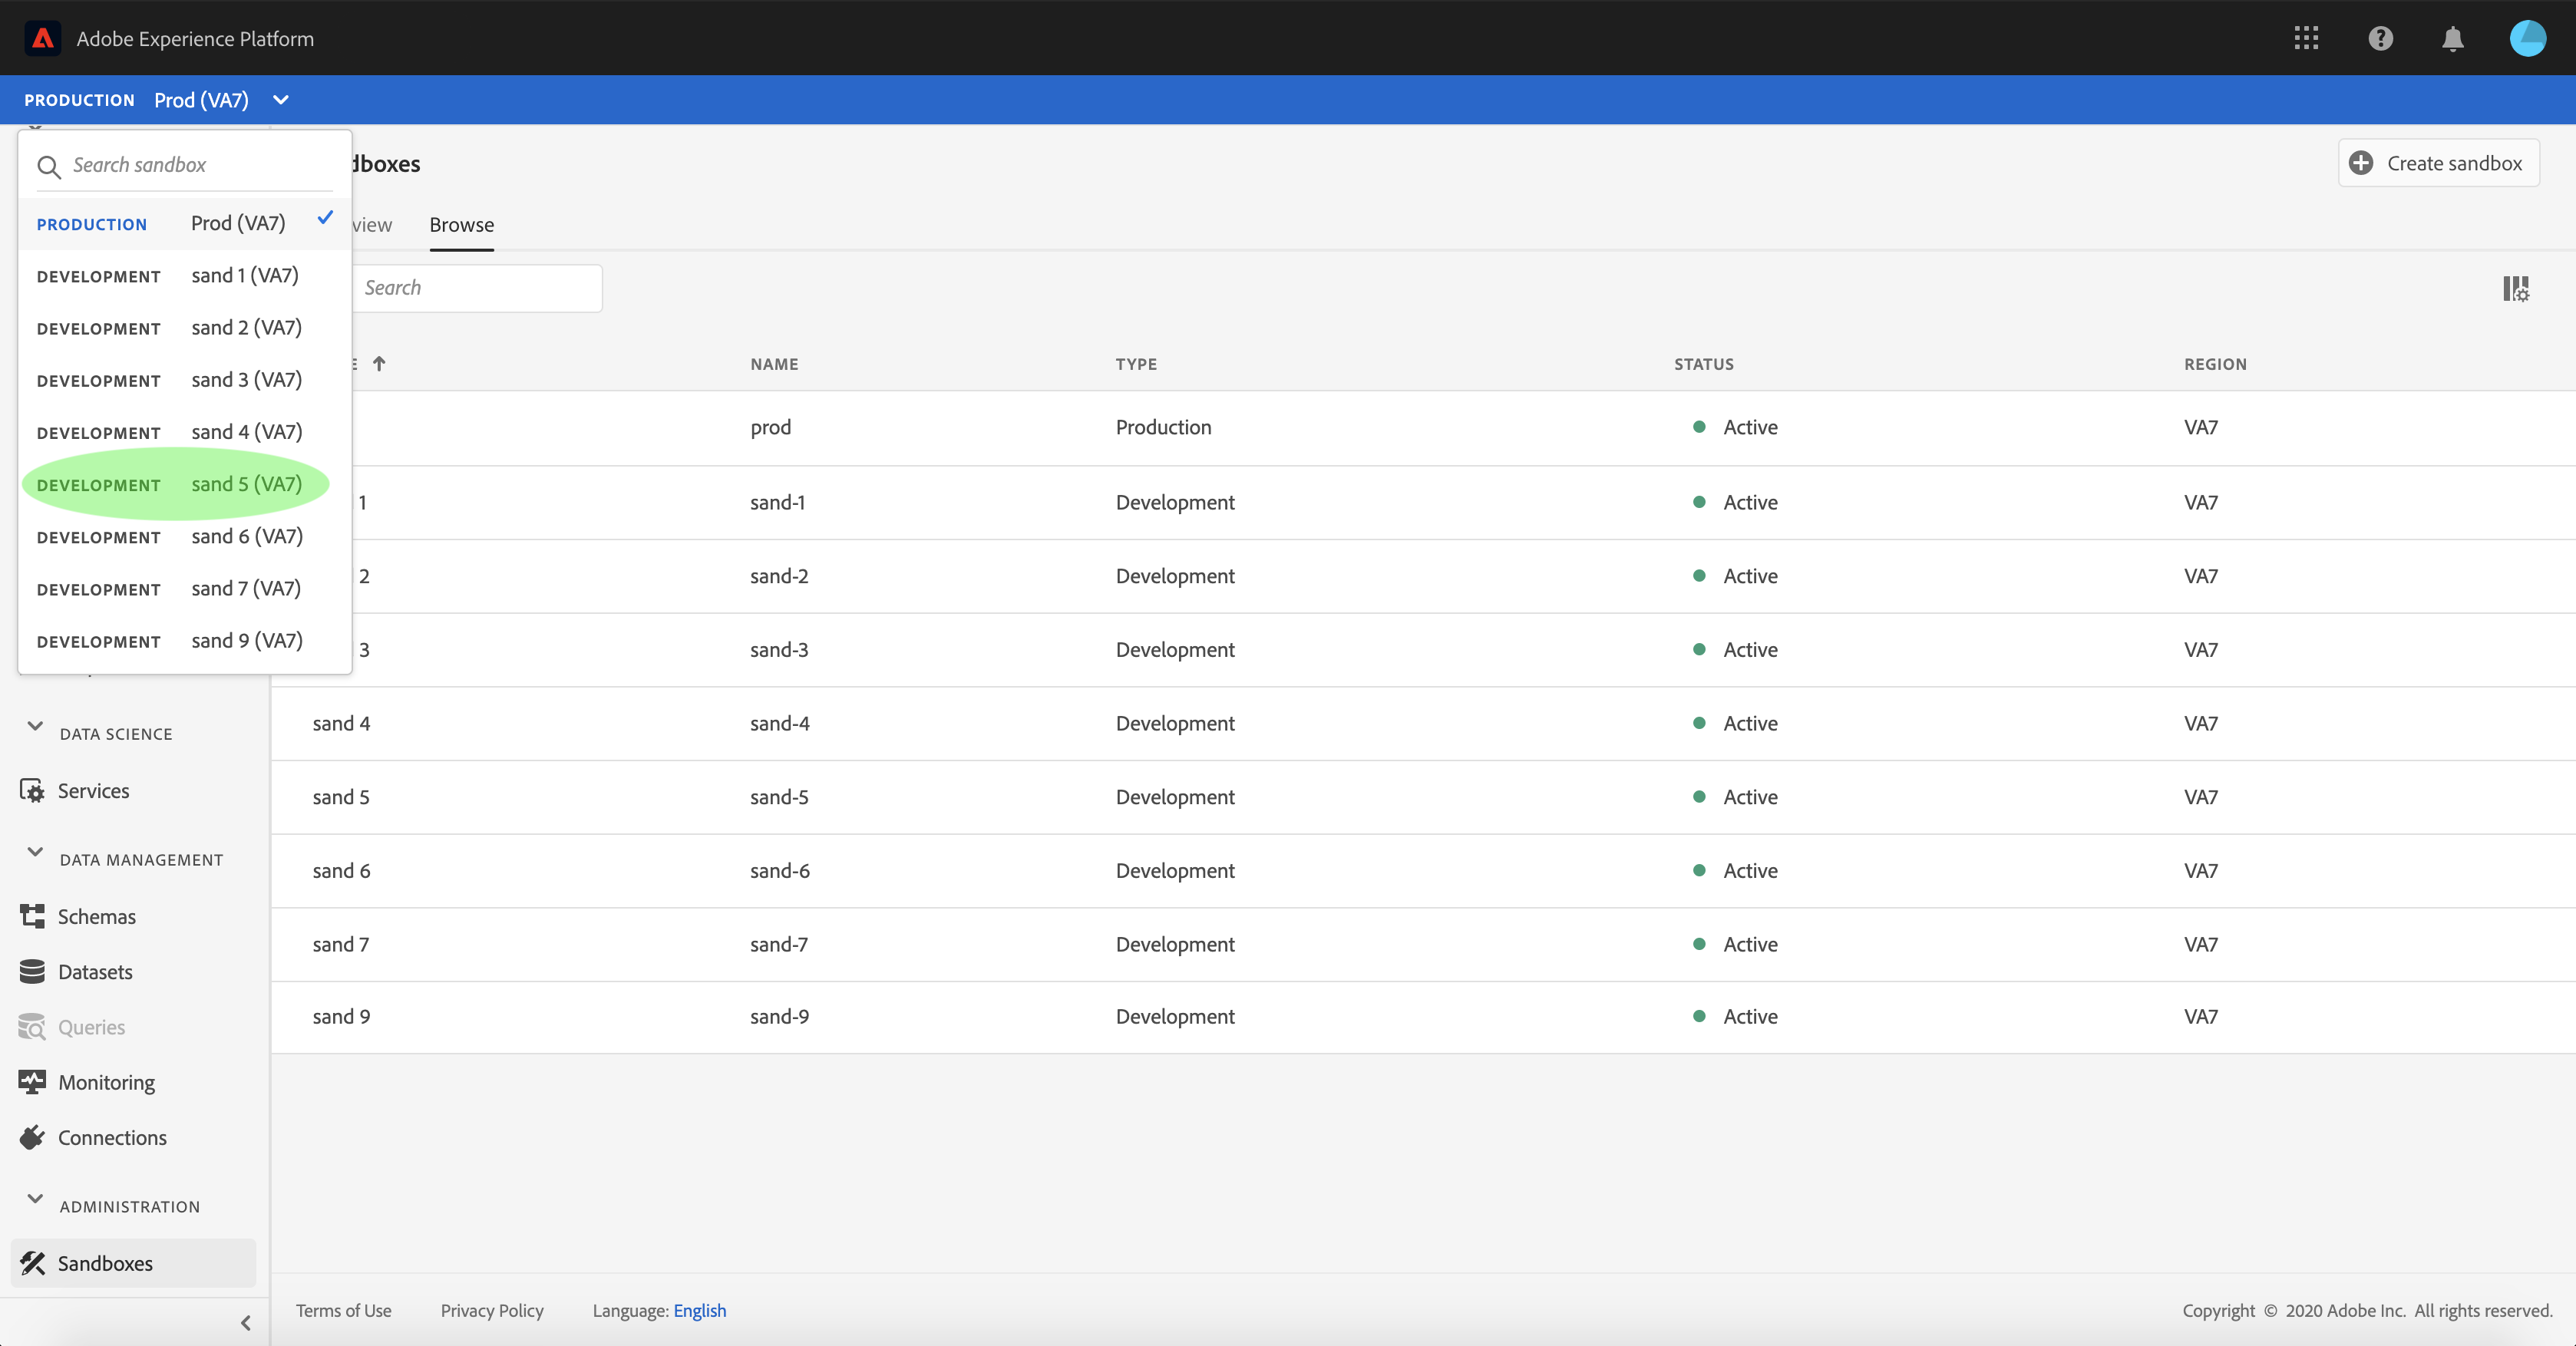 Adobe Experience Platform
PRODUCTION Prod (VA7)
Search sandbox
PRODUCTION Prod (VA7)
DEVELOPMENT sand 1 (VA7)
DEVELOPMENT sand 2 (VA7)
DEVELOPMENT sand 3 (VA7)
DEVELOPMENT sand 4 (VA7)
DEVELOPMENT sand 5 (VA7)
DEVELOPMENT sand 6 (VA7)
DEVELOPMENT sand 7 (VA7)
DEVELOPMENT sand 9 (VA7)
DATA SCIENCE
Services
DATA MANAGEMENT
Schemas
Datasets
Queries
Monitoring
Connections
ADMINISTRATION
Sandboxes
dboxes
Create sandbox
view Browse
Search
E NAME TYPE STATUS REGION
prod Production Active VA7
1 sand-1 Development Active VA7
2 sand-2 Development Active VA7
3 sand-3 Development Active VA7
sand 4 sand-4 Development Active VA7
sand 5 sand-5 Development Active VA7
sand 6 sand-6 Development Active VA7
sand 7 sand-7 Development Active VA7
sand 9 sand-9 Development Active VA7
Terms of Use Privacy Policy Language: English Copyright © 2020 Adobe Inc. All rights reserved.